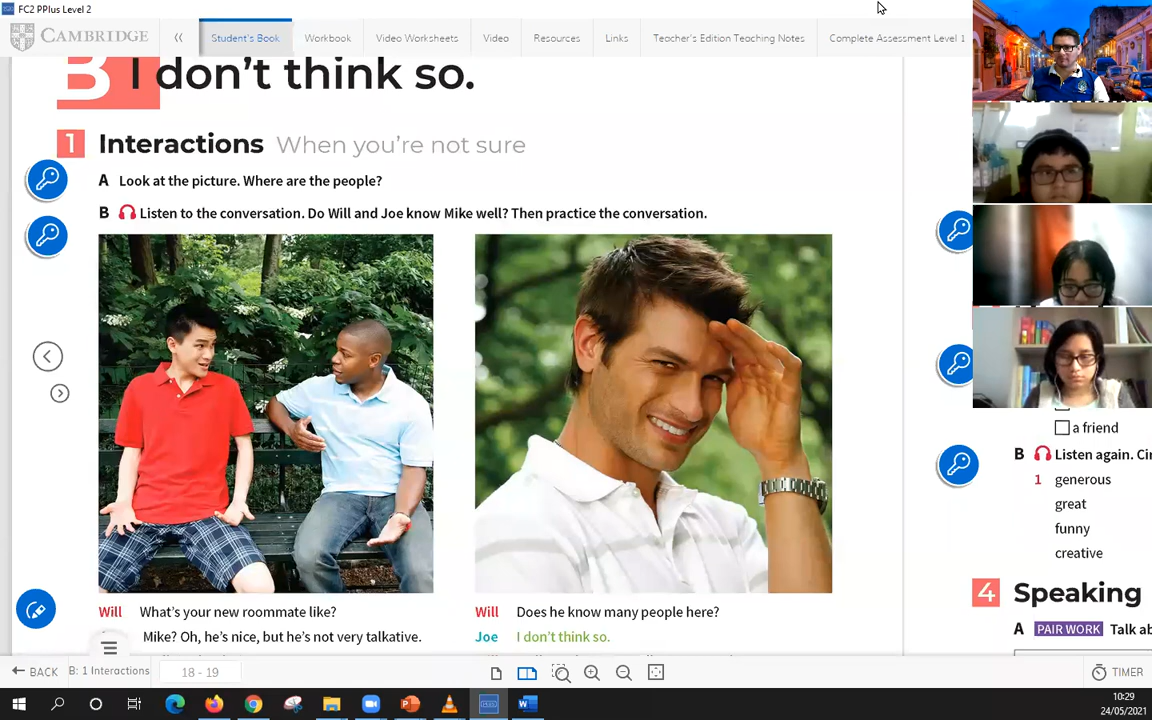 FC2 PPlus Level 2
CAMBRIDGE
Student's Book
Workbook
Video Worksheets
Video
Resources
Links
Teacher's Edition Teaching Notes
Complete Assessment Level 1
B I don't think so.
1 Interactions When you're not sure
A Look at the picture. Where are the people?
B Listen to the conversation. Do Will and Joe know Mike well? Then practice the conversation.
Will What's your new roommate like?
Mike? Oh, he's nice, but he's not very talkative.
Will Does he know many people here?
Joe I don't think so.
a friend
B Listen again. Cir
1 generous
great
funny
creative
4 Speaking
A PAIR WORK Talk ab
BACK
B: 1 Interactions
18 - 19
TIMER
10:29
24/05/2021